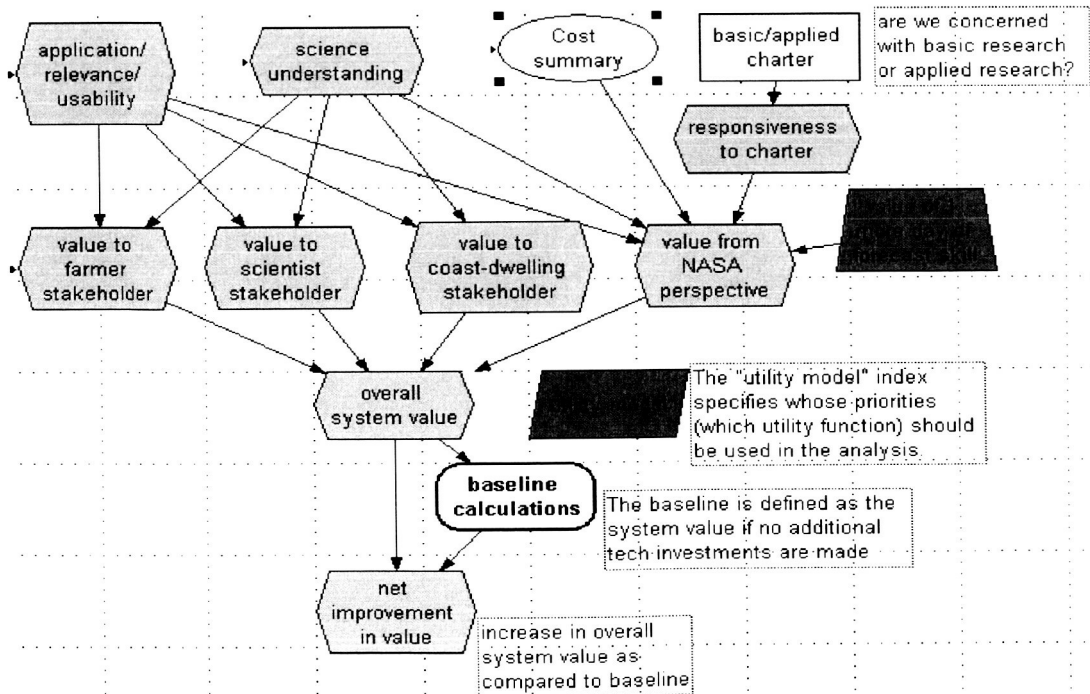 application/
relevance/
usability
science
understanding
Cost
summary
basic/applied
charter
are we concerned
with basic research
or applied research?
responsiveness
to charter
value to
farmer
stakeholder
value to
scientist
stakeholder
value to
coast-dwelling
stakeholder
value from
NASA
perspective
overall
system value
The "utility model" index
specifies whose priorities
(which utility function) should
be used in the analysis.
baseline
calculations
The baseline is defined as the
system value if no additional
tech investments are made
net
improvement
in value
increase in overall
system value as
compared to baseline